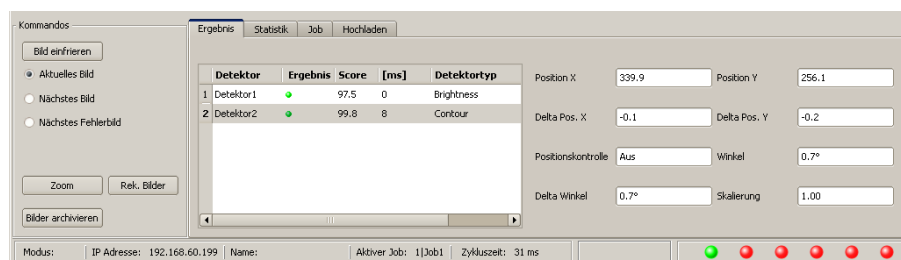 Kommandos
Bild einfrieren
Aktuelles Bild
Nächstes Bild
Nächstes Fehlerbild
Zoom Rek. Bilder
Bilder archivieren
Ergebnis Statistik Job Hochladen
Detektor Ergebnis Score [ms] Detektortyp
1 Detektor1 97.5 0 Brightness
2 Detektor2 99.8 8 Contour
Position X 339.9 Position Y 256.1
Delta Pos. X -0.1 Delta Pos. Y -0.2
Positionskontrolle Aus Winkel 0.7°
Delta Winkel 0.7° Skalierung 1.00
Modus: IP Adresse: 192.168.60.199 Name: Aktiver Job: 1|Job1 Zykluszeit: 31 ms